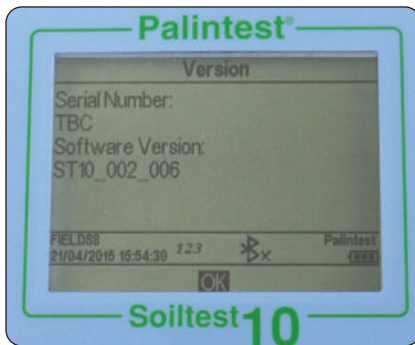 Palintest®
Version
Serial Number:
TBC
Software Version:
ST10_002_006
FIELD88
21/04/2015 15:54:30 123 Palintest
OK
Soiltest 10